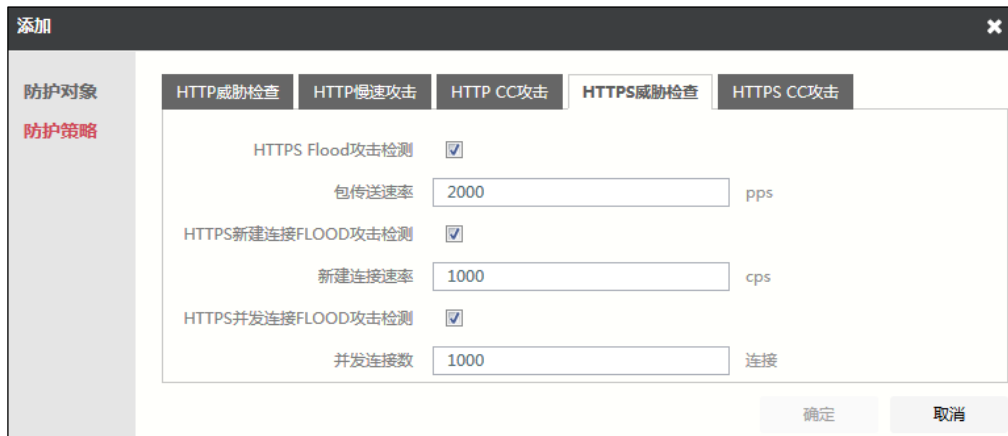 添加
防护对象
防护策略
HTTP威胁检查 HTTP慢速攻击 HTTP CC攻击 HTTPS威胁检查 HTTPS CC攻击
HTTPS Flood攻击检测
包传送速率 2000 pps
HTTPS新建连接FLOOD攻击检测
新建连接速率 1000 cps
HTTPS并发连接FLOOD攻击检测
并发连接数 1000 连接
确定 取消